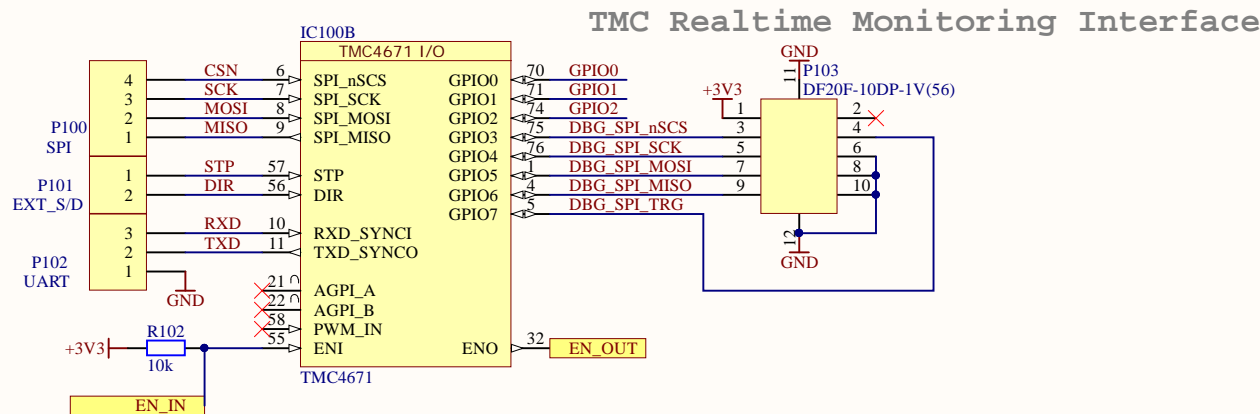 TMC Realtime Monitoring Interface
IC100B
TMC4671 I/O
GND
11
P103
DF20F-10DP-1V(56)
4 CSN 6 SPI_nSCS GPIO0 70 GPIO0
3 SCK 7 SPI_SCK GPIO1 71 GPIO1 +3V3
2 MOSI 8 SPI_MOSI GPIO2 74 GPIO2 1 2
P100 1 MISO 9 SPI_MISO GPIO3 75 DBG_SPI_nSCS 3 4
SPI GPIO4 76 DBG_SPI_SCK 5 6
1 STP 57 STP GPIO5 1 DBG_SPI_MOSI 7 8
P101 2 DIR 56 DIR GPIO6 4 DBG_SPI_MISO 9 10
EXT_S/D GPIO7 5 DBG_SPI_TRG
3 RXD 10 RXD_SYNCI
2 TXD 11 TXD_SYNCO 12
P102 1 GND
UART
GND
21 AGPI_A
22 AGPI_B
58 PWM_IN
R102
+3V3 55 ENI ENO 32 EN_OUT
10k
TMC4671
EN_IN